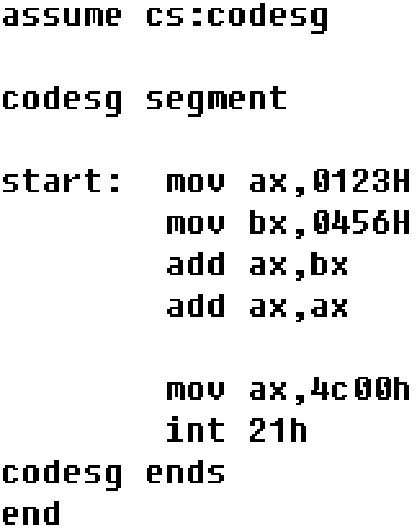 assume cs:codesg
codesg segment
start: mov ax,0123H
mov bx,0456H
add ax,bx
add ax,ax
mov ax,4c00h
int 21h
codesg ends
end